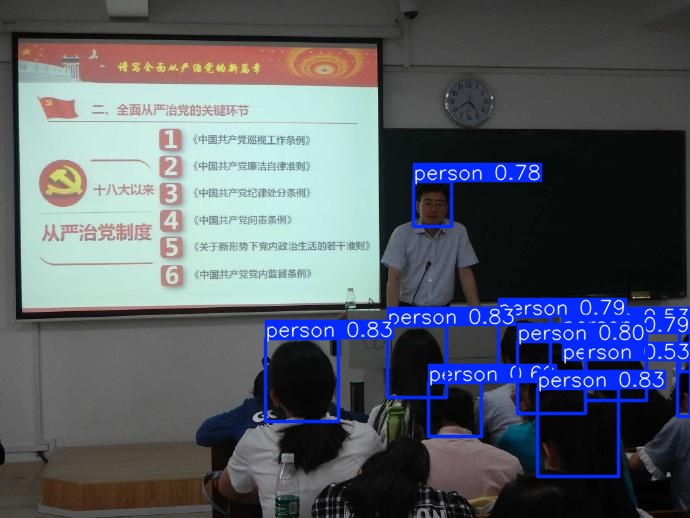 谱写全面从严治党的新篇章
二、全面从严治党的关键环节
1 《中国共产党巡视工作条例》
2 《中国共产党廉洁自律准则》
十八大以来
3 《中国共产党纪律处分条例》
4 《中国共产党问责条例》
从严治党制度
5 《关于新形势下党内政治生活的若干准则》
6 《中国共产党党内监督条例》
person 0.78
person 0.79
0.53
person 0.83
person 0.83
0.79
person 0.80
person 0.53
person 0.83